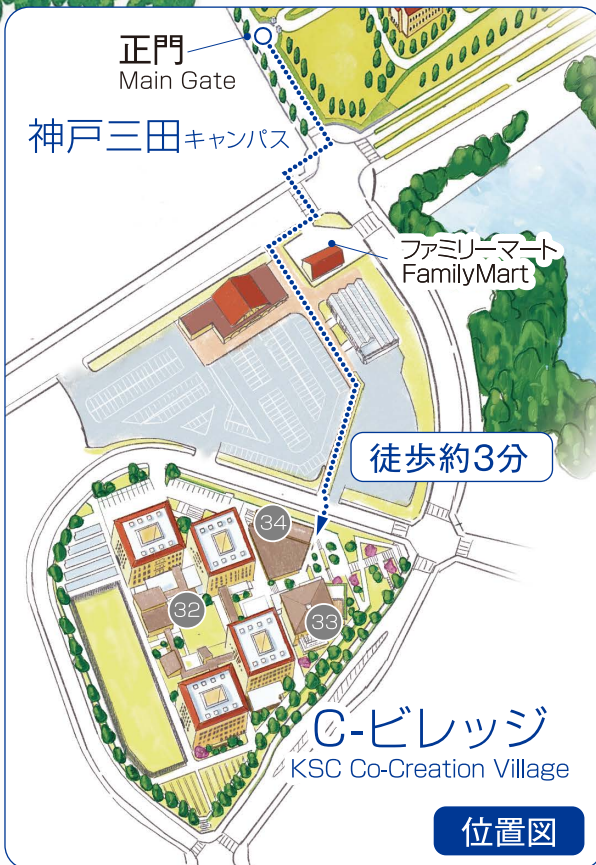 正門
Main Gate
神戸三田キャンパス
ファミリーマート
FamilyMart
徒歩約3分
34
32
33
C-ビレッジ
KSC Co-Creation Village
位置図